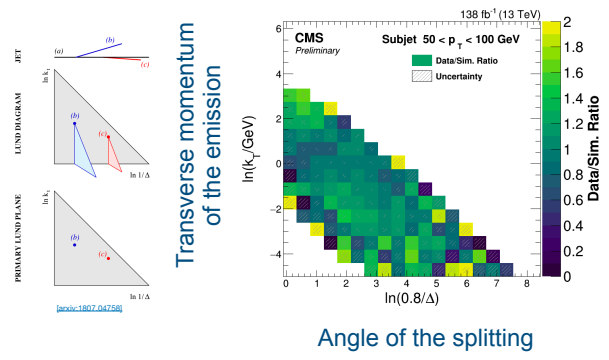 JET
(a)
(b)
(c)
LUND DIAGRAM
ln kt
(b)
(c)
ln 1/Δ
PRIMARY LUND PLANE
ln kt
(b)
(c)
ln 1/Δ
[arxiv:1807.04758]
Transverse momentum
of the emission
138 fb⁻¹ (13 TeV)
CMS
Preliminary
Subjet 50 < p_T < 100 GeV
Data/Sim. Ratio
Uncertainty
ln(k_T/GeV)
6
4
2
0
−2
−4
0 1 2 3 4 5 6 7 8
ln(0.8/Δ)
2
1.8
1.6
1.4
1.2
1
0.8
0.6
0.4
0.2
0
Data/Sim. Ratio
Angle of the splitting